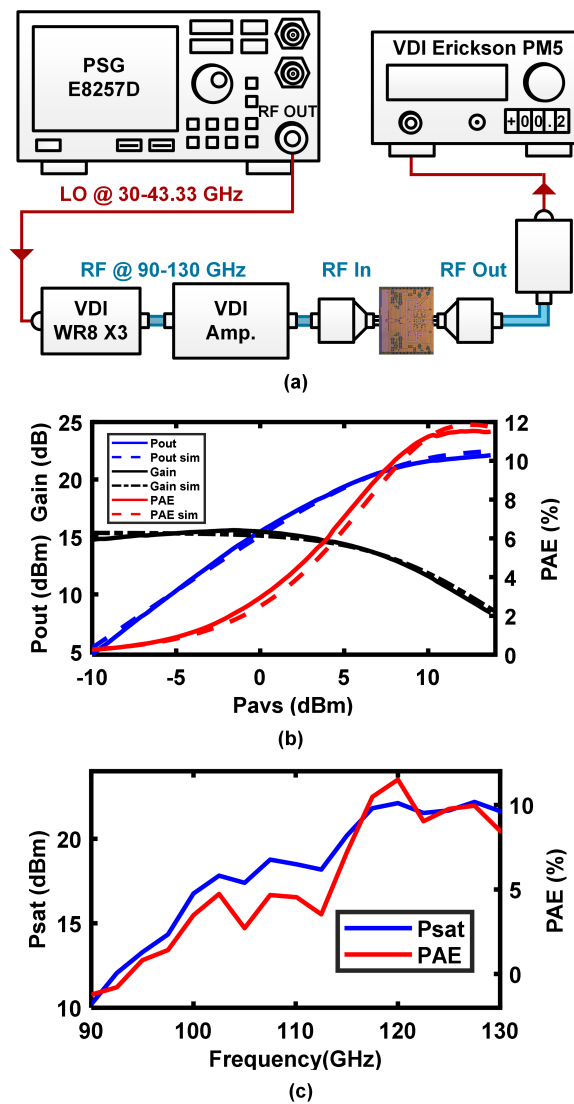 PSG
E8257D
RF OUT
VDI Erickson PM5
+00.2
LO @ 30-43.33 GHz
RF @ 90-130 GHz
RF In
RF Out
VDI
WR8 X3
VDI
Amp.
(a)
Pout (dBm) Gain (dB)
25
20
15
10
5
Pout
Pout sim
Gain
Gain sim
PAE
PAE sim
12
10
8
6
4
2
0
PAE (%)
-10
-5
0
5
10
Pavs (dBm)
(b)
Psat (dBm)
20
15
10
Psat
PAE
10
5
0
PAE (%)
90
100
110
120
130
Frequency(GHz)
(c)